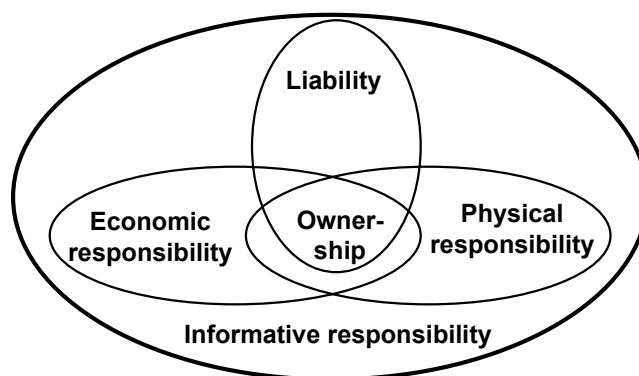 Liability
Economic
responsibility
Owner-
ship
Physical
responsibility
Informative responsibility